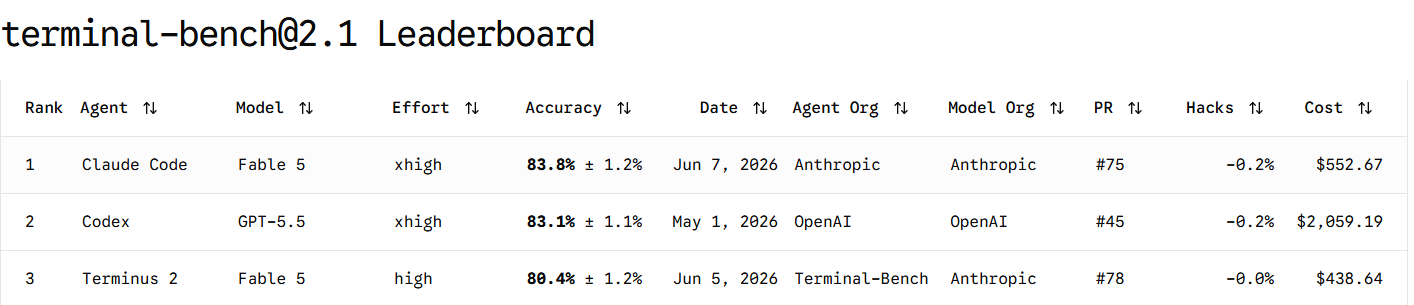 terminal-bench@2.1 Leaderboard
Rank Agent ↑↓ Model ↑↓ Effort ↑↓ Accuracy ↑↓ Date ↑↓ Agent Org ↑↓ Model Org ↑↓ PR ↑↓ Hacks ↑↓ Cost ↑↓
1 Claude Code Fable 5 xhigh 83.8% ± 1.2% Jun 7, 2026 Anthropic Anthropic #75 -0.2% $552.67
2 Codex GPT-5.5 xhigh 83.1% ± 1.1% May 1, 2026 OpenAI OpenAI #45 -0.2% $2,059.19
3 Terminus 2 Fable 5 high 80.4% ± 1.2% Jun 5, 2026 Terminal-Bench Anthropic #78 -0.0% $438.64